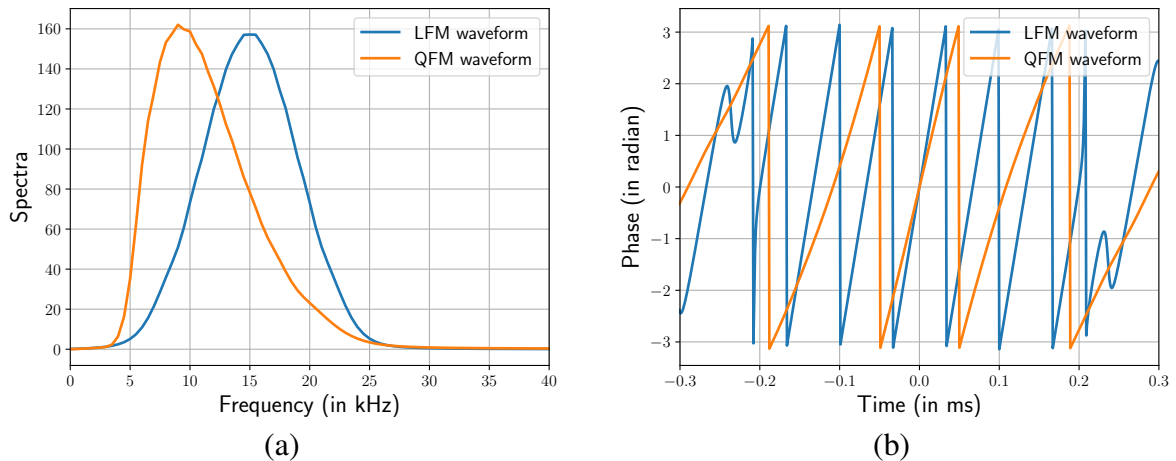 160
140
120
100
80
60
40
20
0
Spectra
0 5 10 15 20 25 30 35 40
Frequency (in kHz)
LFM waveform
QFM waveform
(a)
3
2
1
0
−1
−2
−3
Phase (in radian)
−0.3 −0.2 −0.1 0.0 0.1 0.2 0.3
Time (in ms)
LFM waveform
QFM waveform
(b)